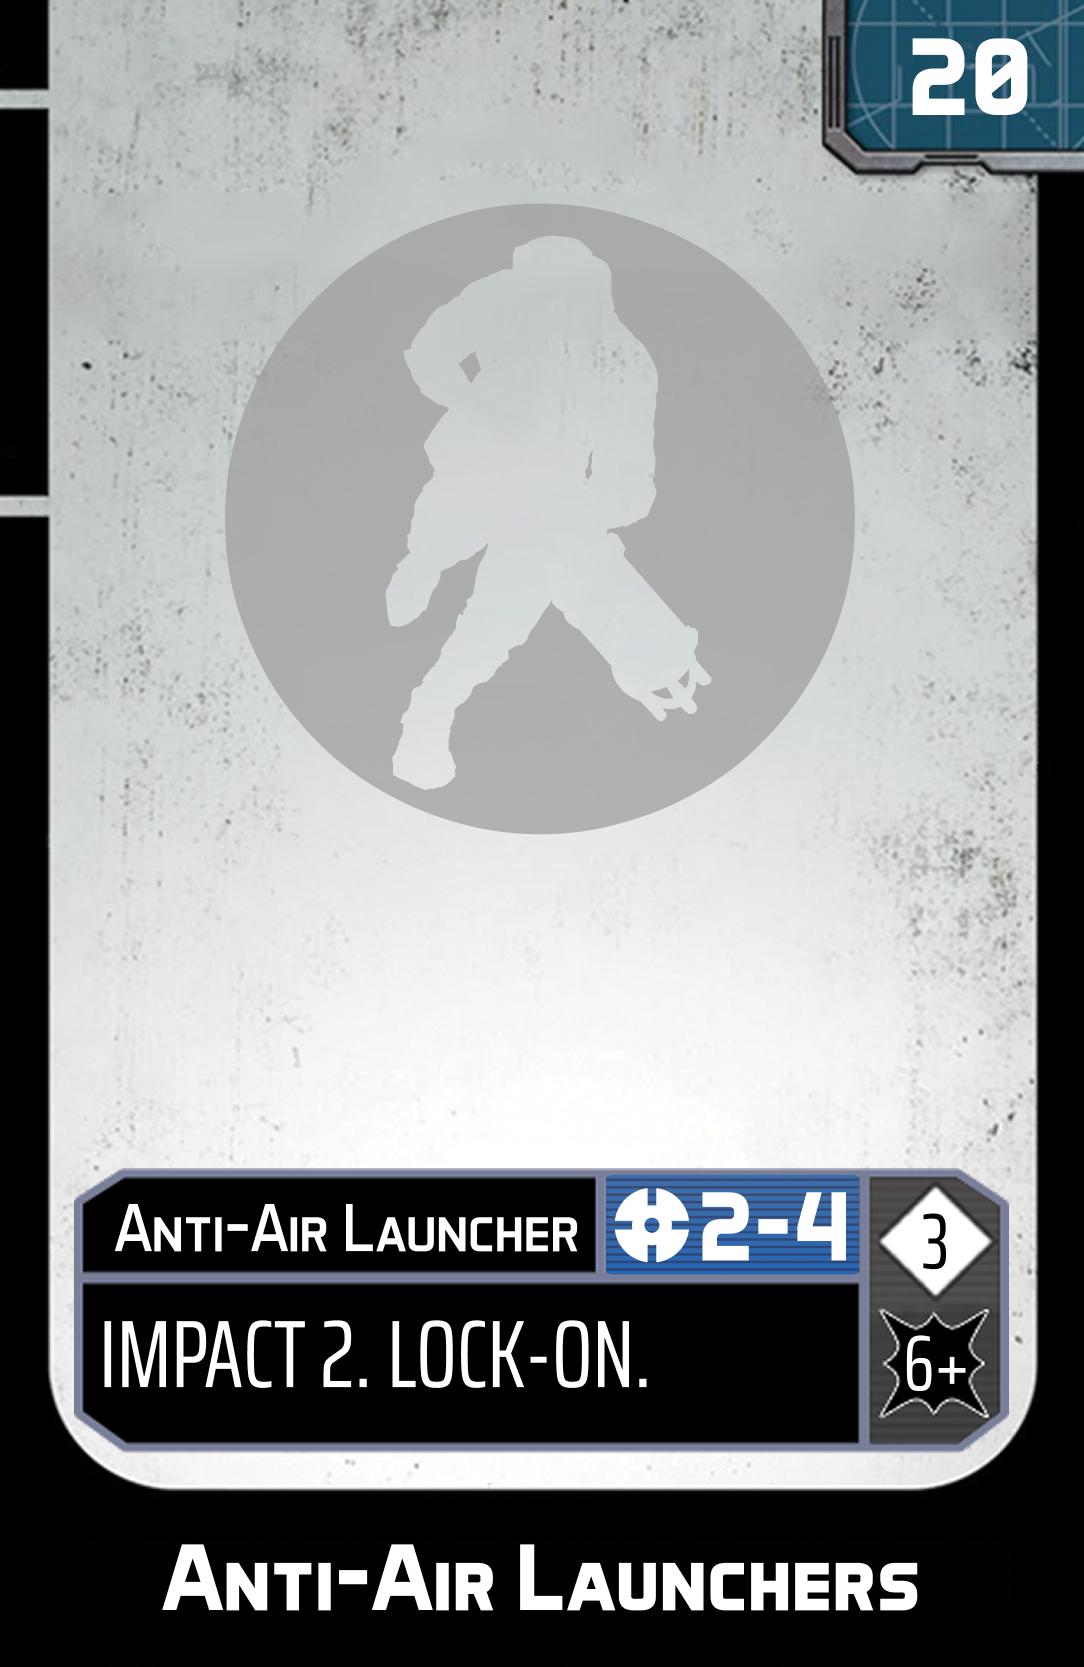 20
Anti-Air Launcher 2-4
3
IMPACT 2. LOCK-ON.
6+
Anti-Air Launchers